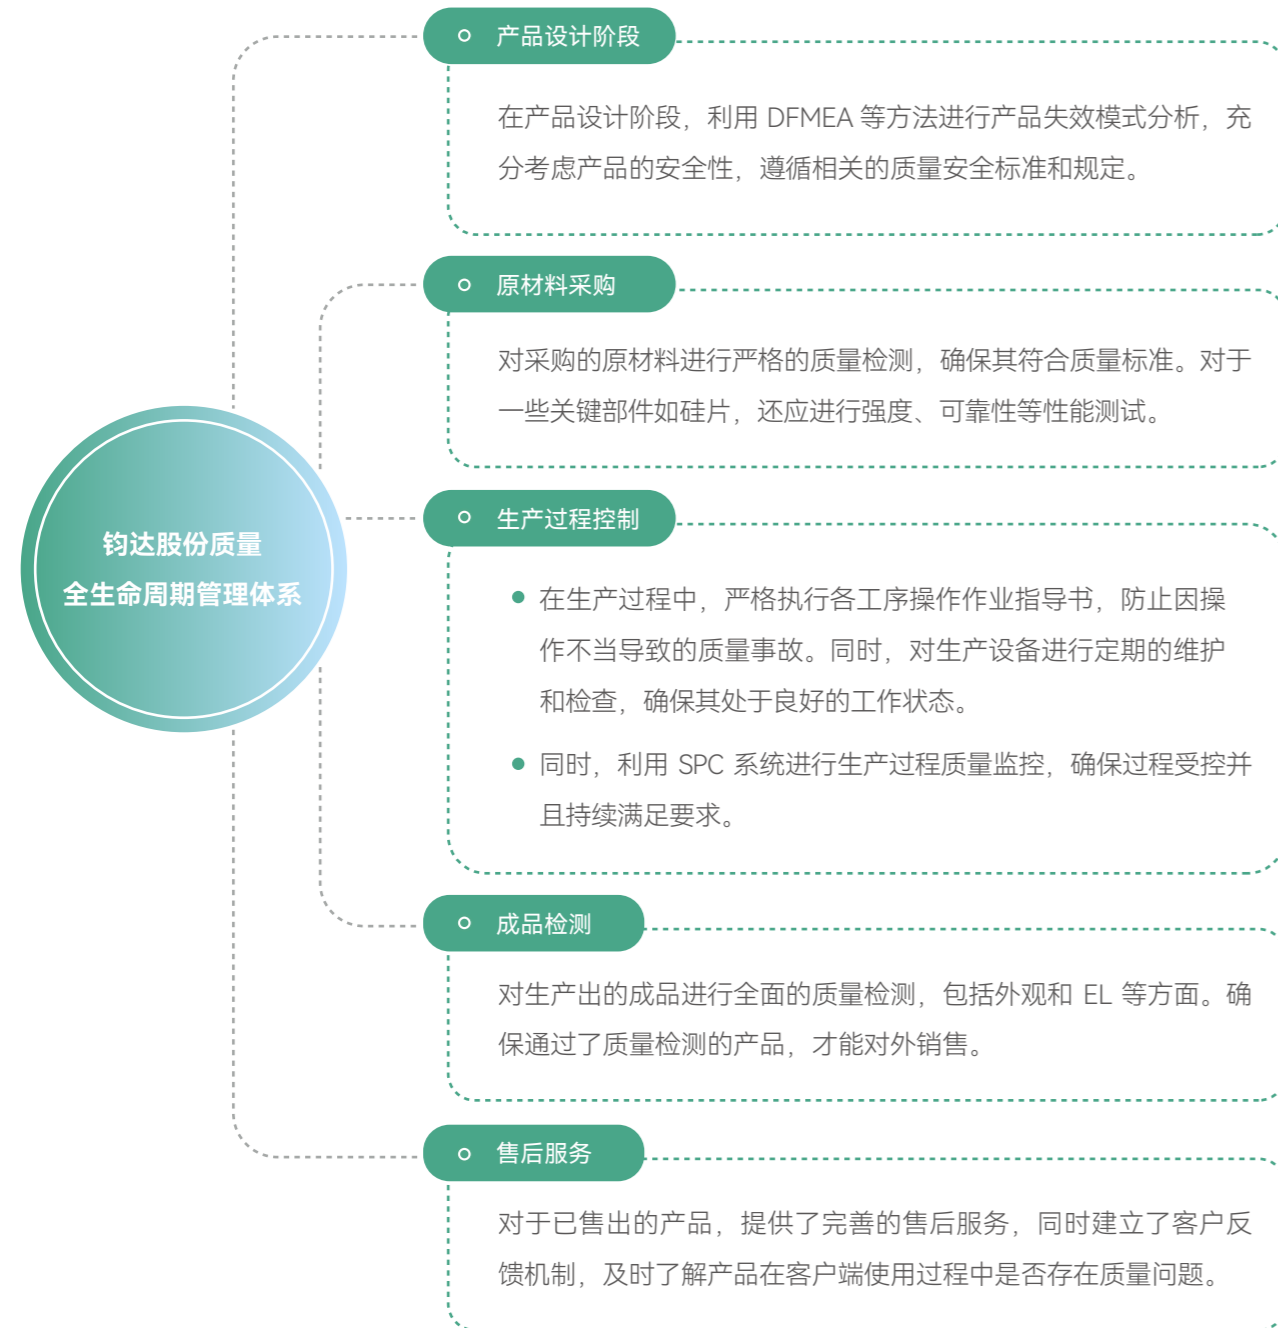 产品设计阶段
在产品设计阶段，利用 DFMEA 等方法进行产品失效模式分析，充
分考虑产品的安全性，遵循相关的质量安全标准和规定。
原材料采购
对采购的原材料进行严格的质量检测，确保其符合质量标准。对于
一些关键部件如硅片，还应进行强度、可靠性等性能测试。
钧达股份质量
全生命周期管理体系
生产过程控制
在生产过程中，严格执行各工序操作作业指导书，防止因操
作不当导致的质量事故。同时，对生产设备进行定期的维护
和检查，确保其处于良好的工作状态。
同时，利用 SPC 系统进行生产过程质量监控，确保过程受控并
且持续满足要求。
成品检测
对生产出的成品进行全面的质量检测，包括外观和 EL 等方面。确
保通过了质量检测的产品，才能对外销售。
售后服务
对于已售出的产品，提供了完善的售后服务，同时建立了客户反
馈机制，及时了解产品在客户端使用过程中是否存在质量问题。